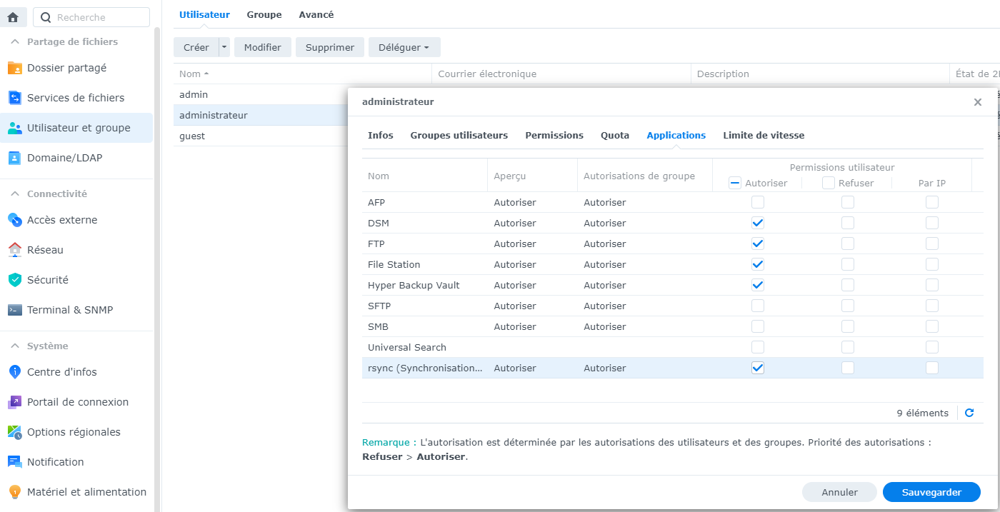 Recherche
Partage de fichiers
Dossier partagé
Services de fichiers
Utilisateur et groupe
Domaine/LDAP
Connectivité
Accès externe
Réseau
Sécurité
Terminal & SNMP
Système
Centre d'infos
Portail de connexion
Options régionales
Notification
Matériel et alimentation
Utilisateur Groupe Avancé
Créer Modifier Supprimer Déléguer
Nom Courrier électronique Description État de
admin
administrateur
guest
administrateur
Infos Groupes utilisateurs Permissions Quota Applications Limite de vitesse
Permissions utilisateur
Nom Aperçu Autorisations de groupe Autoriser Refuser Par IP
AFP Autoriser Autoriser
DSM Autoriser Autoriser
FTP Autoriser Autoriser
File Station Autoriser Autoriser
Hyper Backup Vault Autoriser Autoriser
SFTP Autoriser Autoriser
SMB Autoriser Autoriser
Universal Search
rsync (Synchronisation... Autoriser Autoriser
9 éléments
Remarque : L'autorisation est déterminée par les autorisations des utilisateurs et des groupes. Priorité des autorisations :
Refuser > Autoriser.
Annuler Sauvegarder